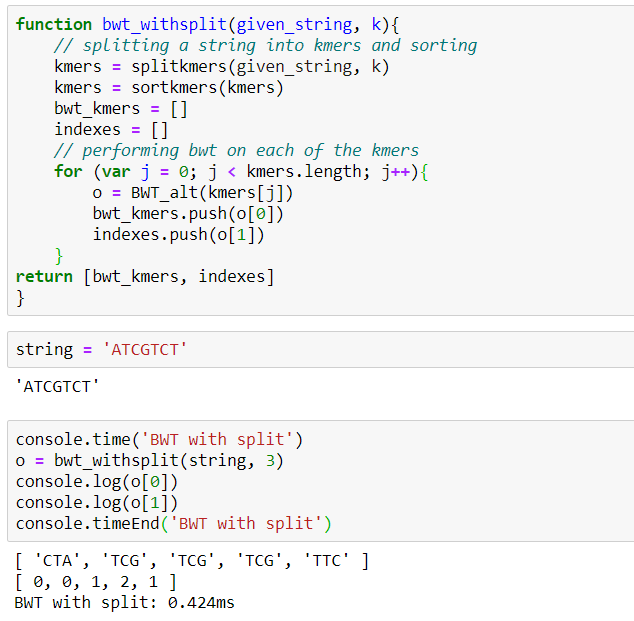 function bwt_withsplit(given_string, k){
    // splitting a string into kmers and sorting
    kmers = splitkmers(given_string, k)
    kmers = sortkmers(kmers)
    bwt_kmers = []
    indexes = []
    // performing bwt on each of the kmers
    for (var j = 0; j < kmers.length; j++){
        o = BWT_alt(kmers[j])
        bwt_kmers.push(o[0])
        indexes.push(o[1])
    }
return [bwt_kmers, indexes]
}
string = 'ATCGTCT'
'ATCGTCT'
console.time('BWT with split')
o = bwt_withsplit(string, 3)
console.log(o[0])
console.log(o[1])
console.timeEnd('BWT with split')
[ 'CTA', 'TCG', 'TCG', 'TCG', 'TTC' ]
[ 0, 0, 1, 2, 1 ]
BWT with split: 0.424ms